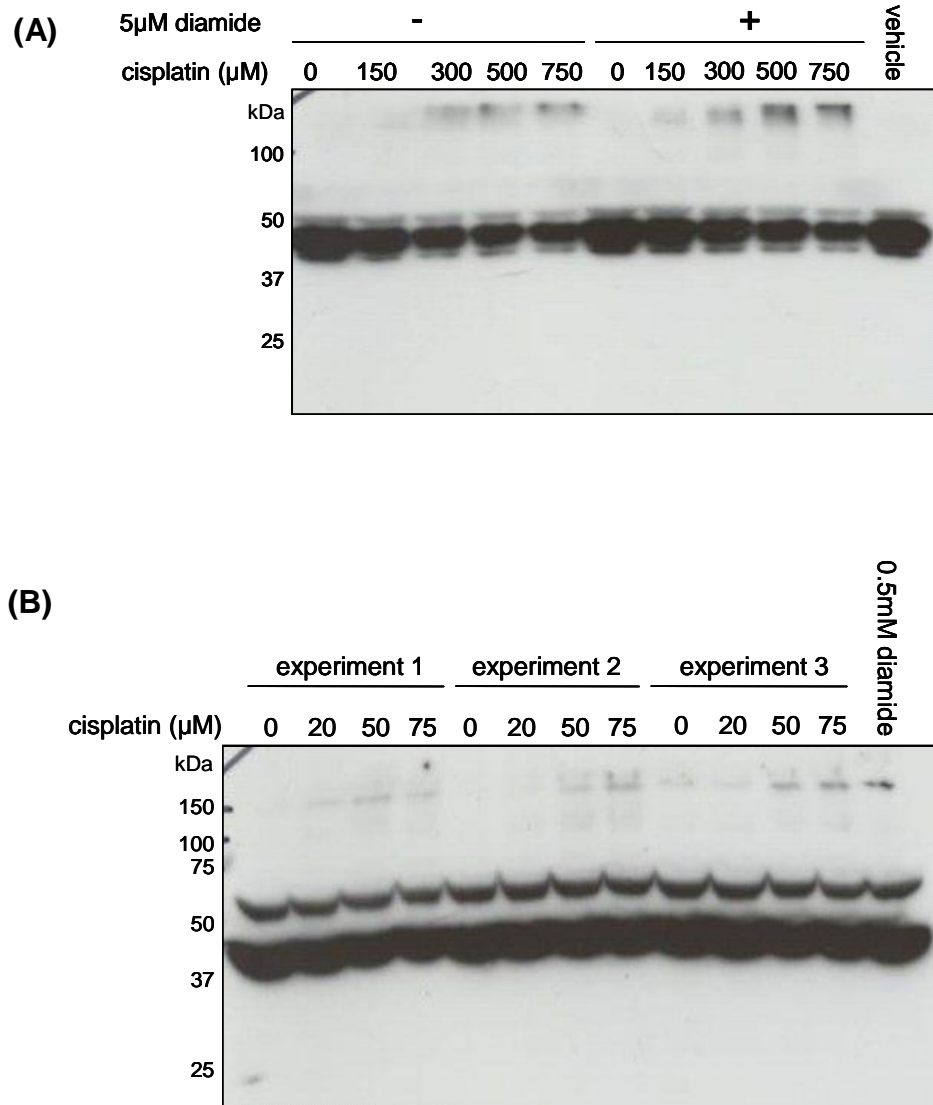 (A)
5µM diamide - +
cisplatin (µM) 0 150 300 500 750 0 150 300 500 750 vehicle
kDa
100
50
37
25
(B)
experiment 1 experiment 2 experiment 3 0.5mM diamide
cisplatin (µM) 0 20 50 75 0 20 50 75 0 20 50 75
kDa
150
100
75
50
37
25